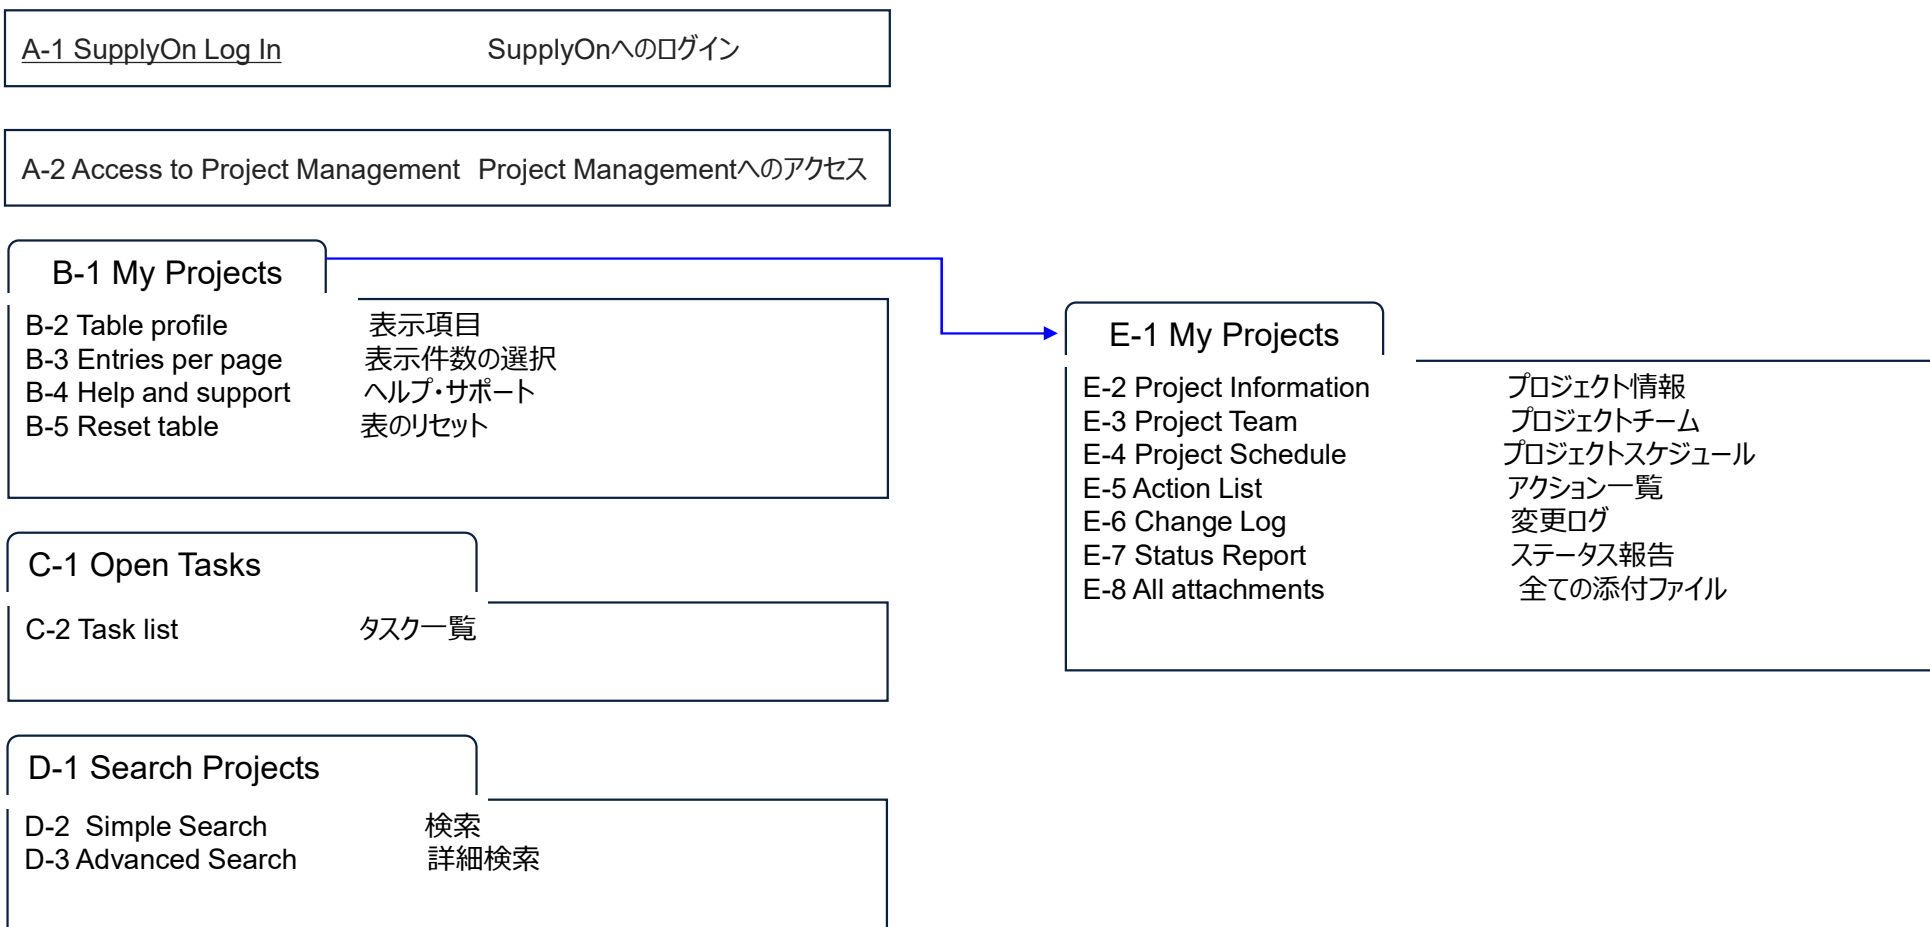 A-1 SupplyOn Log In SupplyOnへのログイン
A-2 Access to Project Management Project Managementへのアクセス
B-1 My Projects
B-2 Table profile 表示項目
B-3 Entries per page 表示件数の選択
B-4 Help and support ヘルプ・サポート
B-5 Reset table 表のリセット
C-1 Open Tasks
C-2 Task list タスク一覧
D-1 Search Projects
D-2 Simple Search 検索
D-3 Advanced Search 詳細検索
E-1 My Projects
E-2 Project Information プロジェクト情報
E-3 Project Team プロジェクトチーム
E-4 Project Schedule プロジェクトスケジュール
E-5 Action List アクション一覧
E-6 Change Log 変更ログ
E-7 Status Report ステータス報告
E-8 All attachments 全ての添付ファイル